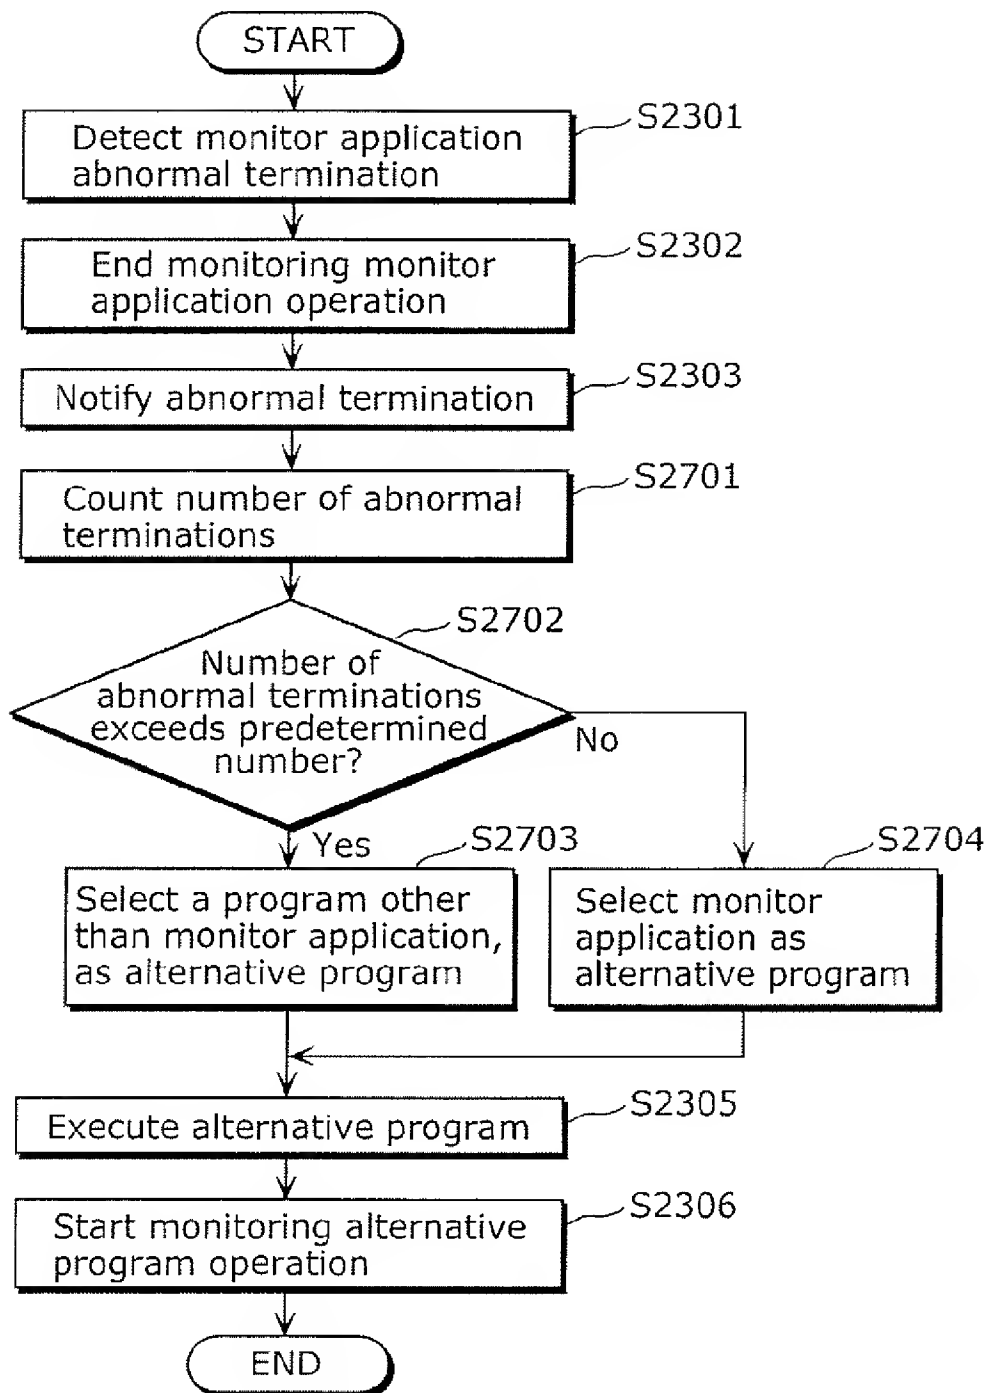 START
Detect monitor application
abnormal termination
S2301
End monitoring monitor
application operation
S2302
Notify abnormal termination
S2303
Count number of abnormal
terminations
S2701
Number of
abnormal terminations
exceeds predetermined
number?
S2702
No
Yes
Select a program other
than monitor application,
as alternative program
S2703
Select monitor
application as
alternative program
S2704
Execute alternative program
S2305
Start monitoring alternative
program operation
S2306
END